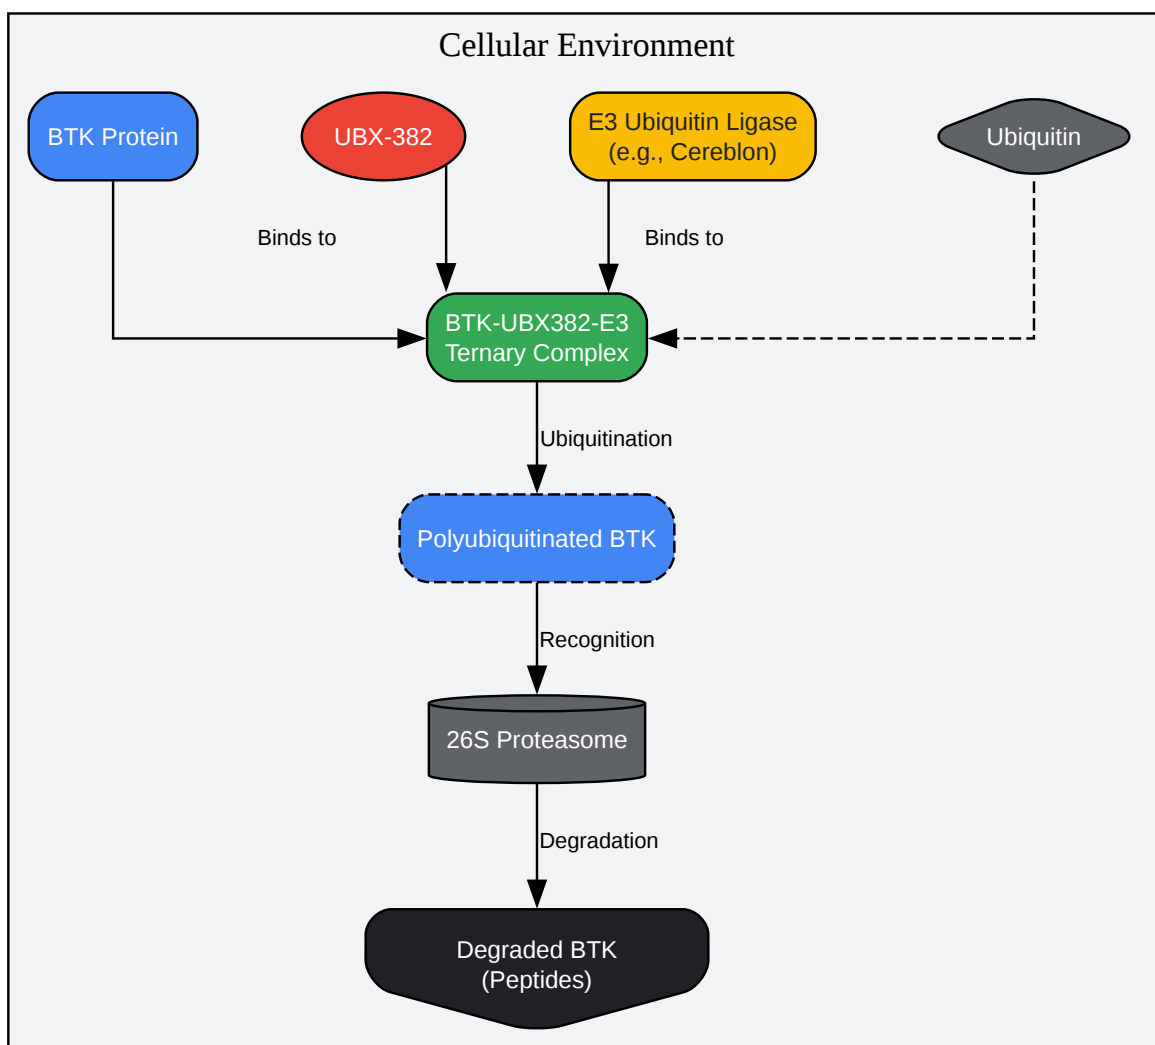 Cellular Environment
BTK Protein
UBX-382
E3 Ubiquitin Ligase
(e.g., Cereblon)
Ubiquitin
Binds to
Binds to
BTK-UBX382-E3
Ternary Complex
Ubiquitination
Polyubiquitinated BTK
Recognition
26S Proteasome
Degradation
Degraded BTK
(Peptides)